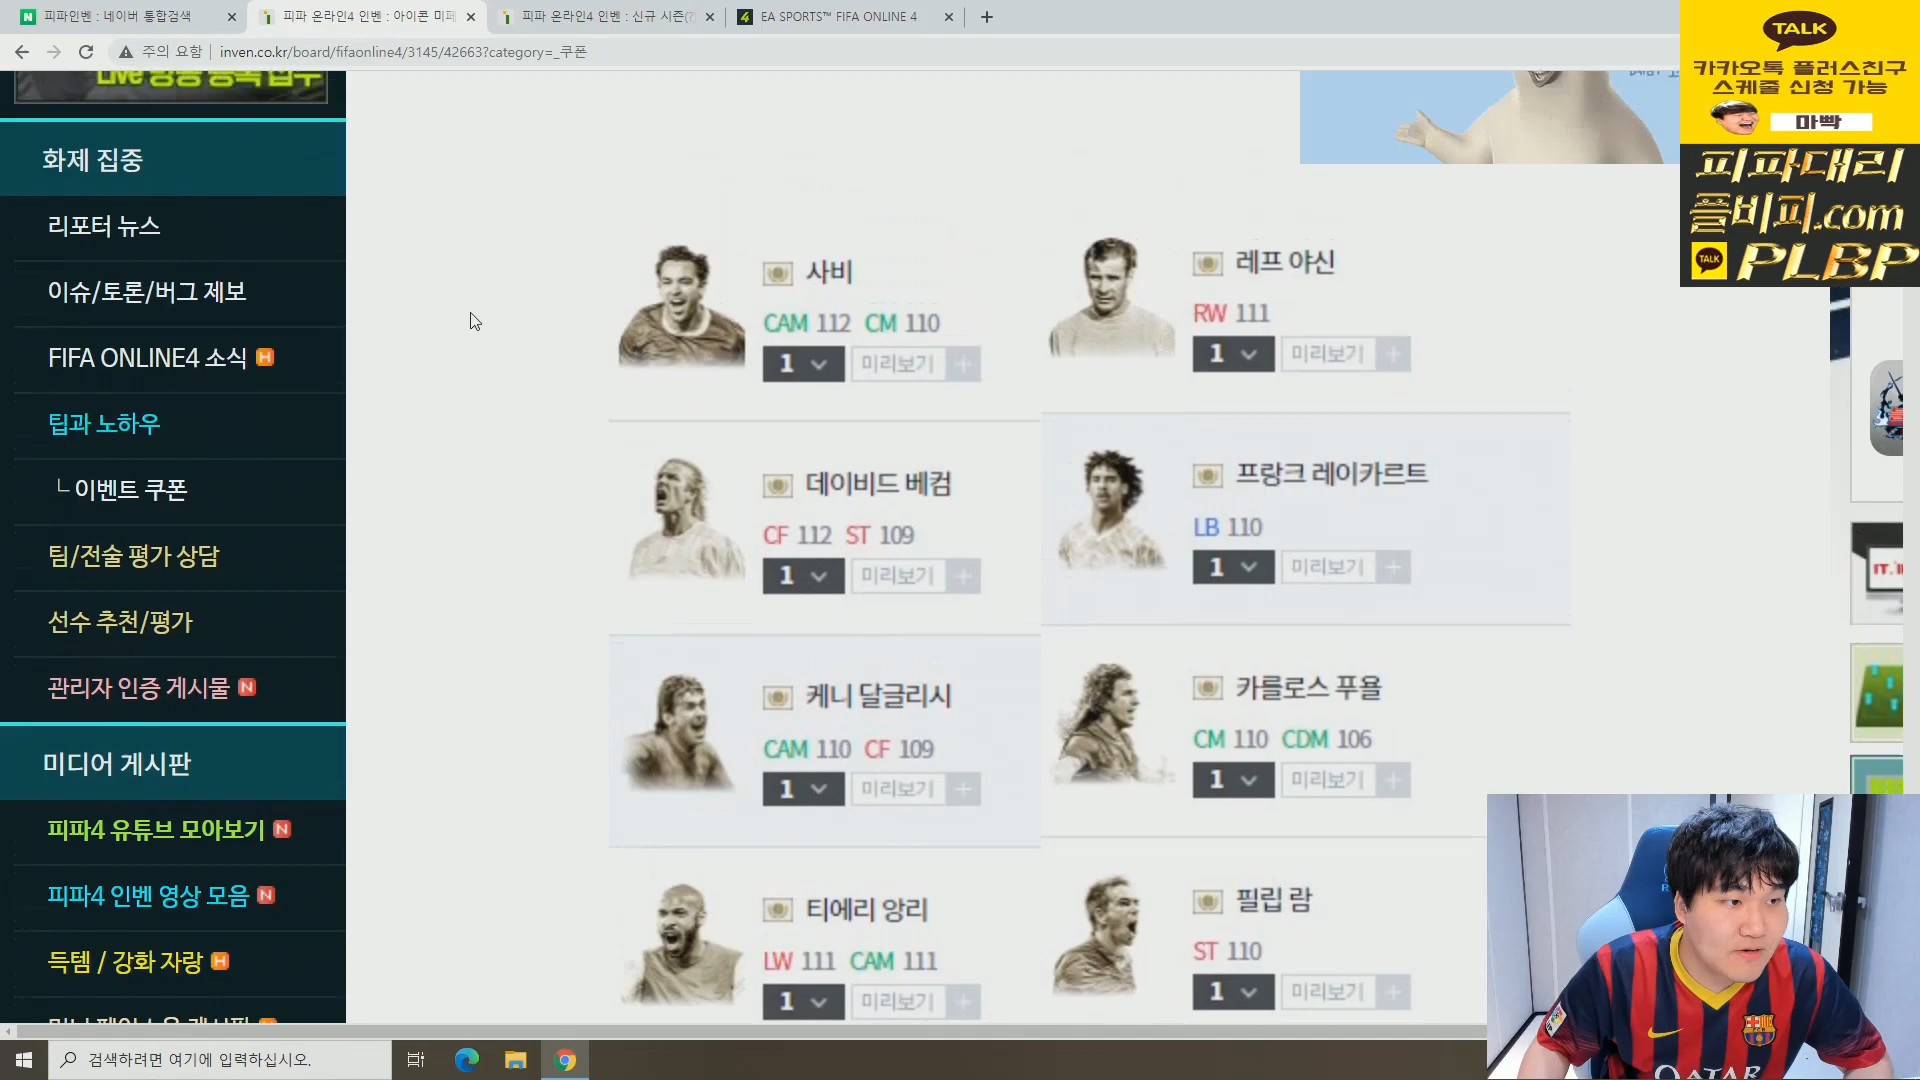 피파인벤 : 네이버 통합검색
피파 온라인4 인벤 : 아이콘 미페
피파 온라인4 인벤 : 신규 시즌(?
EA SPORTS™ FIFA ONLINE 4
주의 요함
inven.co.kr/board/fifaonline4/3145/42663?category=_쿠폰
화제 집중
리포터 뉴스
이슈/토론/버그 제보
FIFA ONLINE4 소식 H
팁과 노하우
└ 이벤트 쿠폰
팀/전술 평가 상담
선수 추천/평가
관리자 인증 게시물 N
미디어 게시판
피파4 유튜브 모아보기 N
피파4 인벤 영상 모음 N
득템 / 강화 자랑 H
사비
CAM 112 CM 110
1 미리보기 +
레프 야신
RW 111
1 미리보기 +
데이비드 베컴
CF 112 ST 109
1 미리보기 +
프랑크 레이카르트
LB 110
1 미리보기 +
케니 달글리시
CAM 110 CF 109
1 미리보기 +
카를로스 푸욜
CM 110 CDM 106
1 미리보기 +
티에리 앙리
LW 111 CAM 111
1 미리보기 +
필립 람
ST 110
1 미리보기 +
TALK
카카오톡 플러스친구
스케줄 신청 가능
마빡
피파대리
플비피.com
TALK PLBP
QATAR
검색하려면 여기에 입력하십시오.